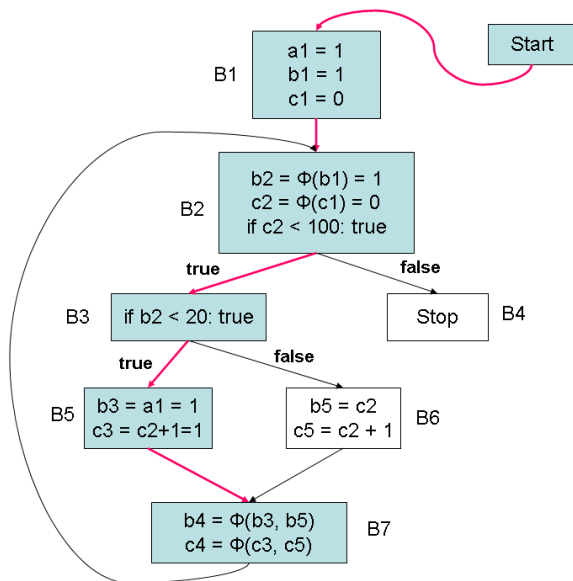 Start
B1
a1 = 1
b1 = 1
c1 = 0
B2
b2 = Φ(b1) = 1
c2 = Φ(c1) = 0
if c2 < 100: true
true
false
B3
if b2 < 20: true
Stop
B4
true
false
B5
b3 = a1 = 1
c3 = c2+1=1
b5 = c2
c5 = c2 + 1
B6
b4 = Φ(b3, b5)
c4 = Φ(c3, c5)
B7